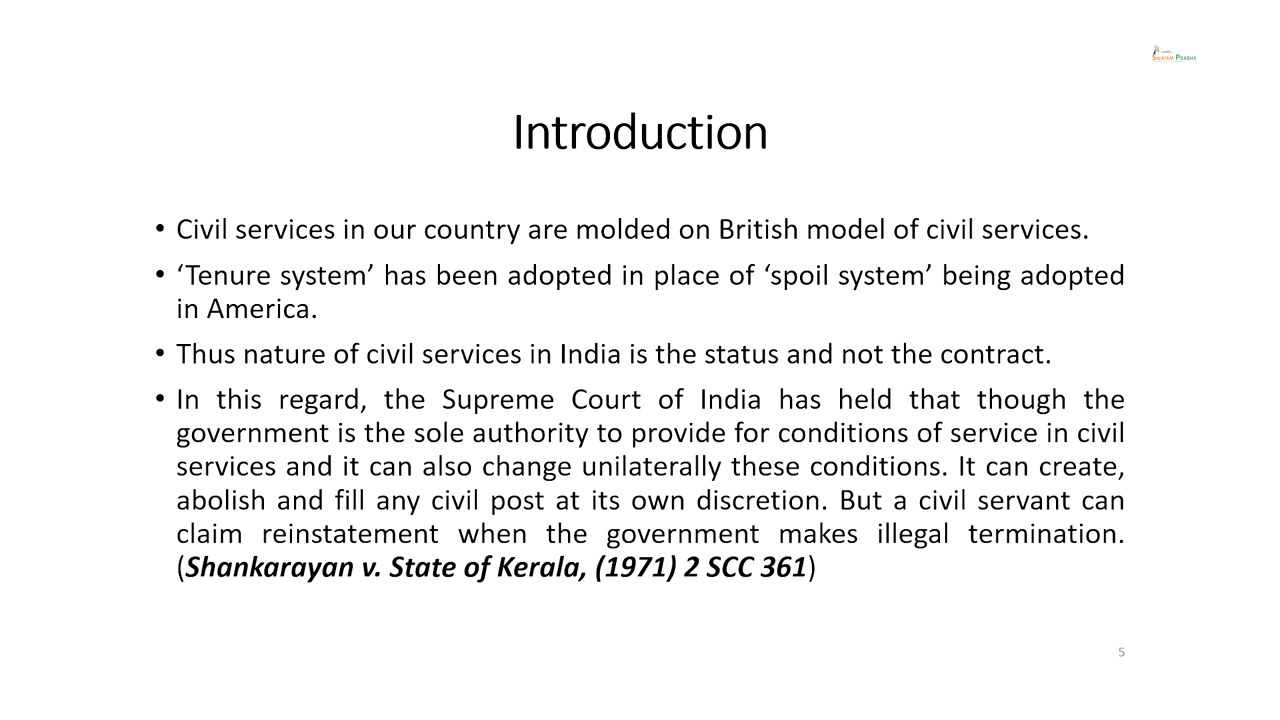 SWAYAM PRABHA
Introduction
• Civil services in our country are molded on British model of civil services.
• ‘Tenure system’ has been adopted in place of ‘spoil system’ being adopted
in America.
• Thus nature of civil services in India is the status and not the contract.
• In this regard, the Supreme Court of India has held that though the
government is the sole authority to provide for conditions of service in civil
services and it can also change unilaterally these conditions. It can create,
abolish and fill any civil post at its own discretion. But a civil servant can
claim reinstatement when the government makes illegal termination.
(Shankarayan v. State of Kerala, (1971) 2 SCC 361)
5